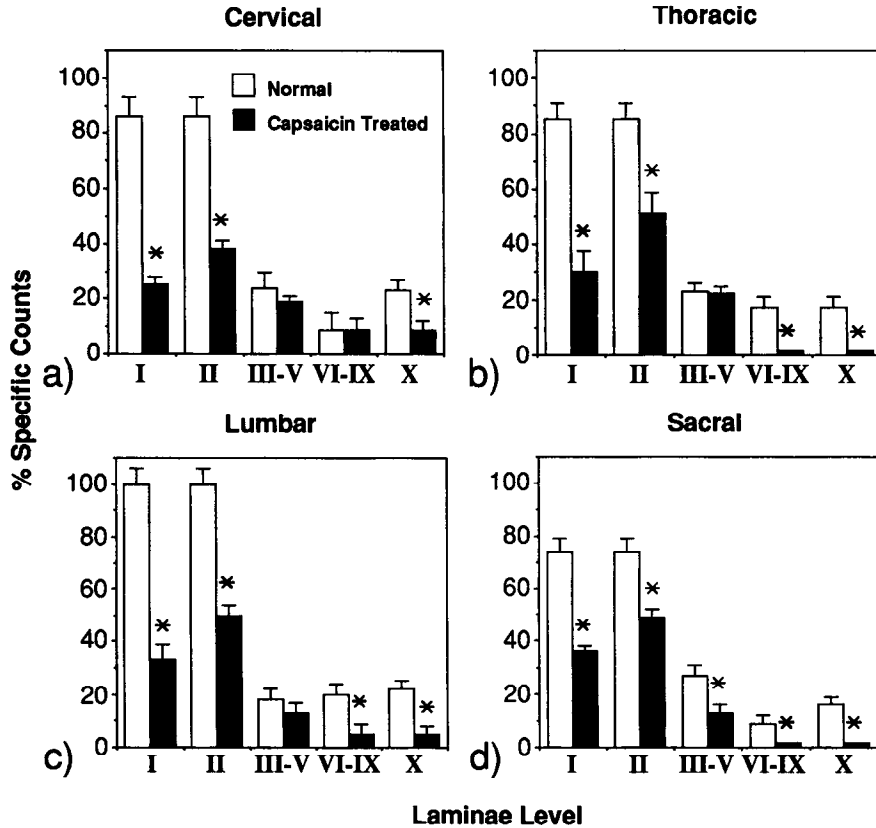 Cervical
Thoracic
100
80
60
40
20
0
Normal
Capsaicin Treated
*
*
*
a)
I II III-V VI-IX X
100
80
60
40
20
0
*
*
*
*
b)
I II III-V VI-IX X
% Specific Counts
Lumbar
Sacral
100
80
60
40
20
0
*
*
*
*
c)
I II III-V VI-IX X
100
80
60
40
20
0
*
*
*
*
*
d)
I II III-V VI-IX X
Laminae Level